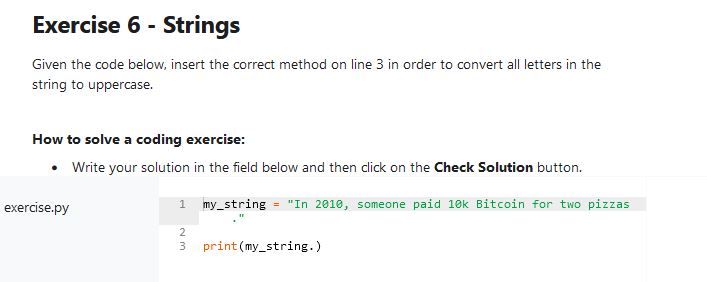 Exercise 6 - Strings
Given the code below, insert the correct method on line 3 in order to convert all letters in the
string to uppercase.
How to solve a coding exercise:
• Write your solution in the field below and then click on the Check Solution button.
exercise.py
1 my_string = "In 2010, someone paid 10k Bitcoin for two pizzas
."
2
3 print(my_string.)